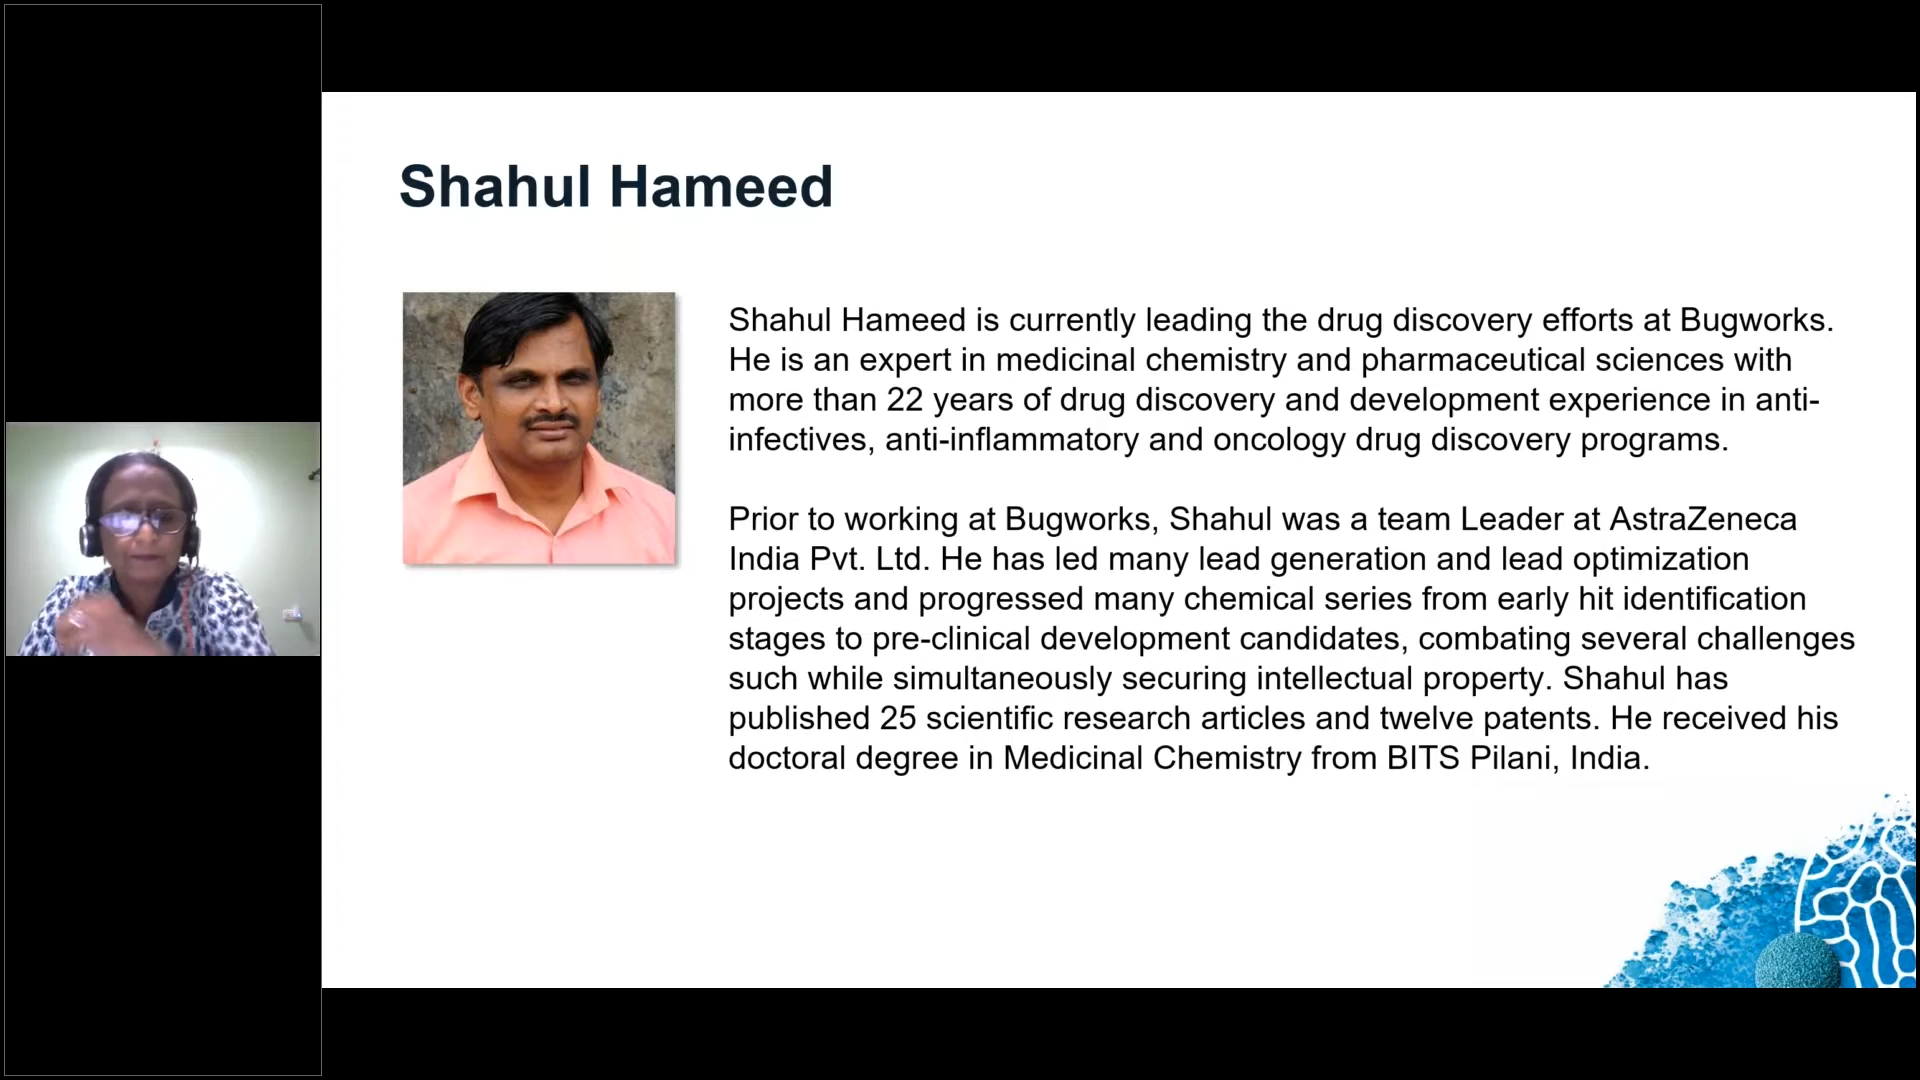 Shahul Hameed
Shahul Hameed is currently leading the drug discovery efforts at Bugworks.
He is an expert in medicinal chemistry and pharmaceutical sciences with
more than 22 years of drug discovery and development experience in anti-
infectives, anti-inflammatory and oncology drug discovery programs.
Prior to working at Bugworks, Shahul was a team Leader at AstraZeneca
India Pvt. Ltd. He has led many lead generation and lead optimization
projects and progressed many chemical series from early hit identification
stages to pre-clinical development candidates, combating several challenges
such while simultaneously securing intellectual property. Shahul has
published 25 scientific research articles and twelve patents. He received his
doctoral degree in Medicinal Chemistry from BITS Pilani, India.